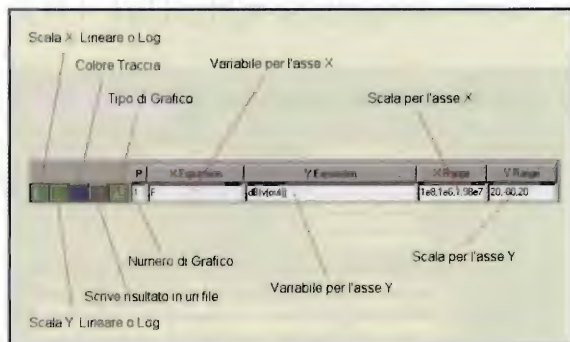 Scala X Lineare o Log
Colore Traccia
Variabile per l'asse X
Tipo di Grafico
Scala per l'asse X
P X Expression Y Expression X Range Y Range
1 F dB(v(out)) 1e8,1e6,1.98e7 20,-80,20
Numero di Grafico
Scala per l'asse Y
Scrive risultato in un file
Variabile per l'asse Y
Scala Y Lineare o Log